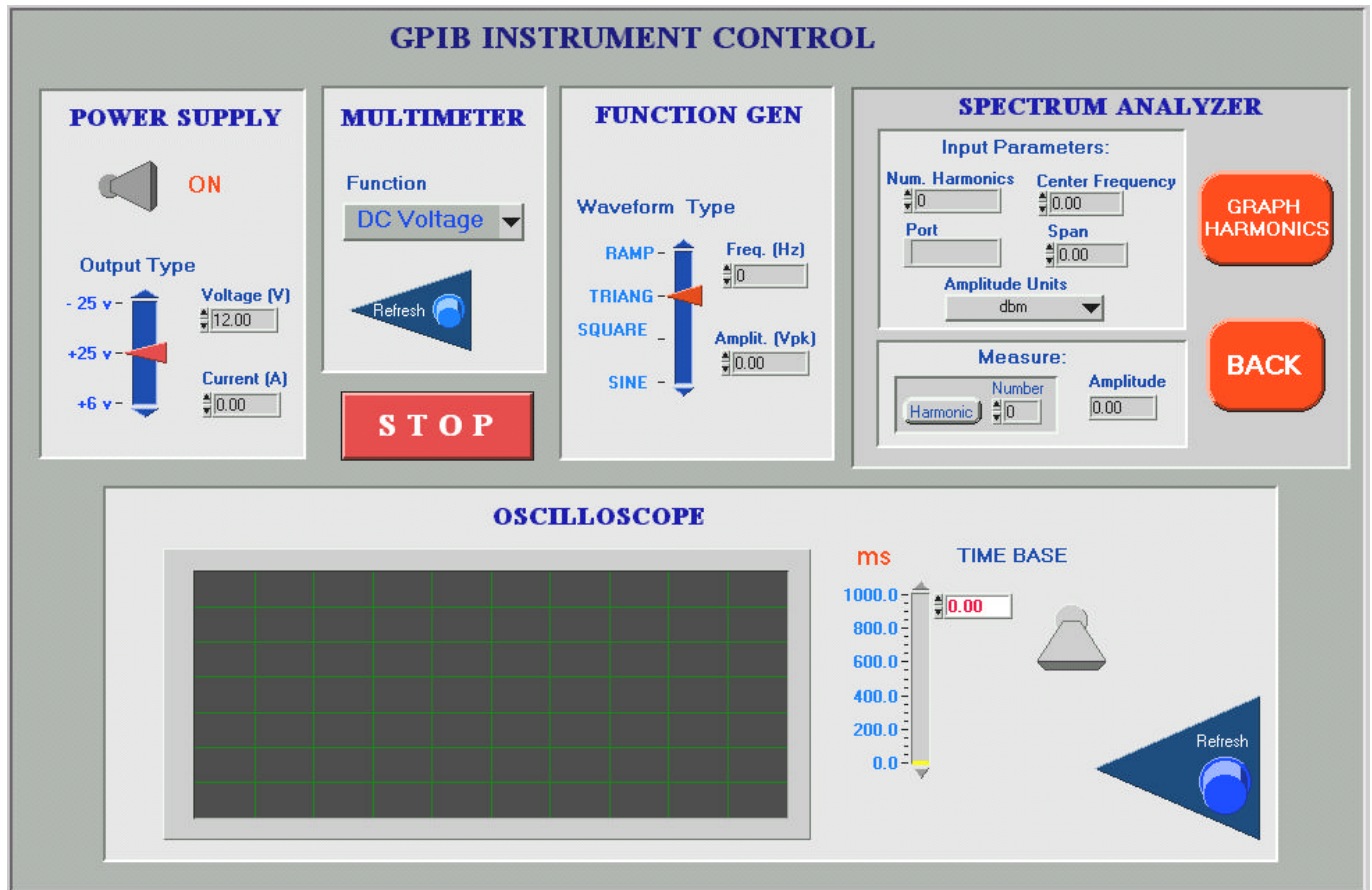 GPIB INSTRUMENT CONTROL
POWER SUPPLY
ON
Output Type
- 25 v
+25 v
+6 v
Voltage (V)
12.00
Current (A)
0.00
MULTIMETER
Function
DC Voltage
Refresh
STOP
FUNCTION GEN
Waveform Type
RAMP
TRIANG
SQUARE
SINE
Freq. (Hz)
0
Amplit. (Vpk)
0.00
SPECTRUM ANALYZER
Input Parameters:
Num. Harmonics
0
Center Frequency
0.00
Port
Span
0.00
Amplitude Units
dbm
Measure:
Harmonic
Number
0
Amplitude
0.00
GRAPH
HARMONICS
BACK
OSCILLOSCOPE
ms
TIME BASE
1000.0
800.0
600.0
400.0
200.0
0.0
0.00
Refresh